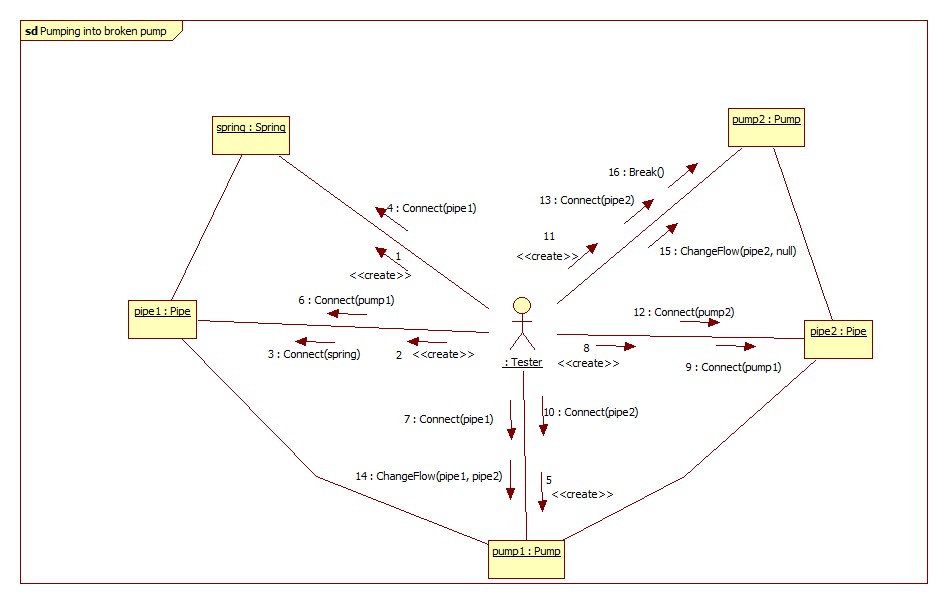 sd Pumping into broken pump
spring : Spring
pump2 : Pump
16 : Break()
13 : Connect(pipe2)
4 : Connect(pipe1)
11
<<create>>
15 : ChangeFlow(pipe2, null)
1
<<create>>
6 : Connect(pump1)
pipe1 : Pipe
12 : Connect(pump2)
pipe2 : Pipe
3 : Connect(spring)
2 <<create>>
: Tester
8
<<create>>
9 : Connect(pump1)
7 : Connect(pipe1)
10 : Connect(pipe2)
14 : ChangeFlow(pipe1, pipe2)
5
<<create>>
pump1 : Pump